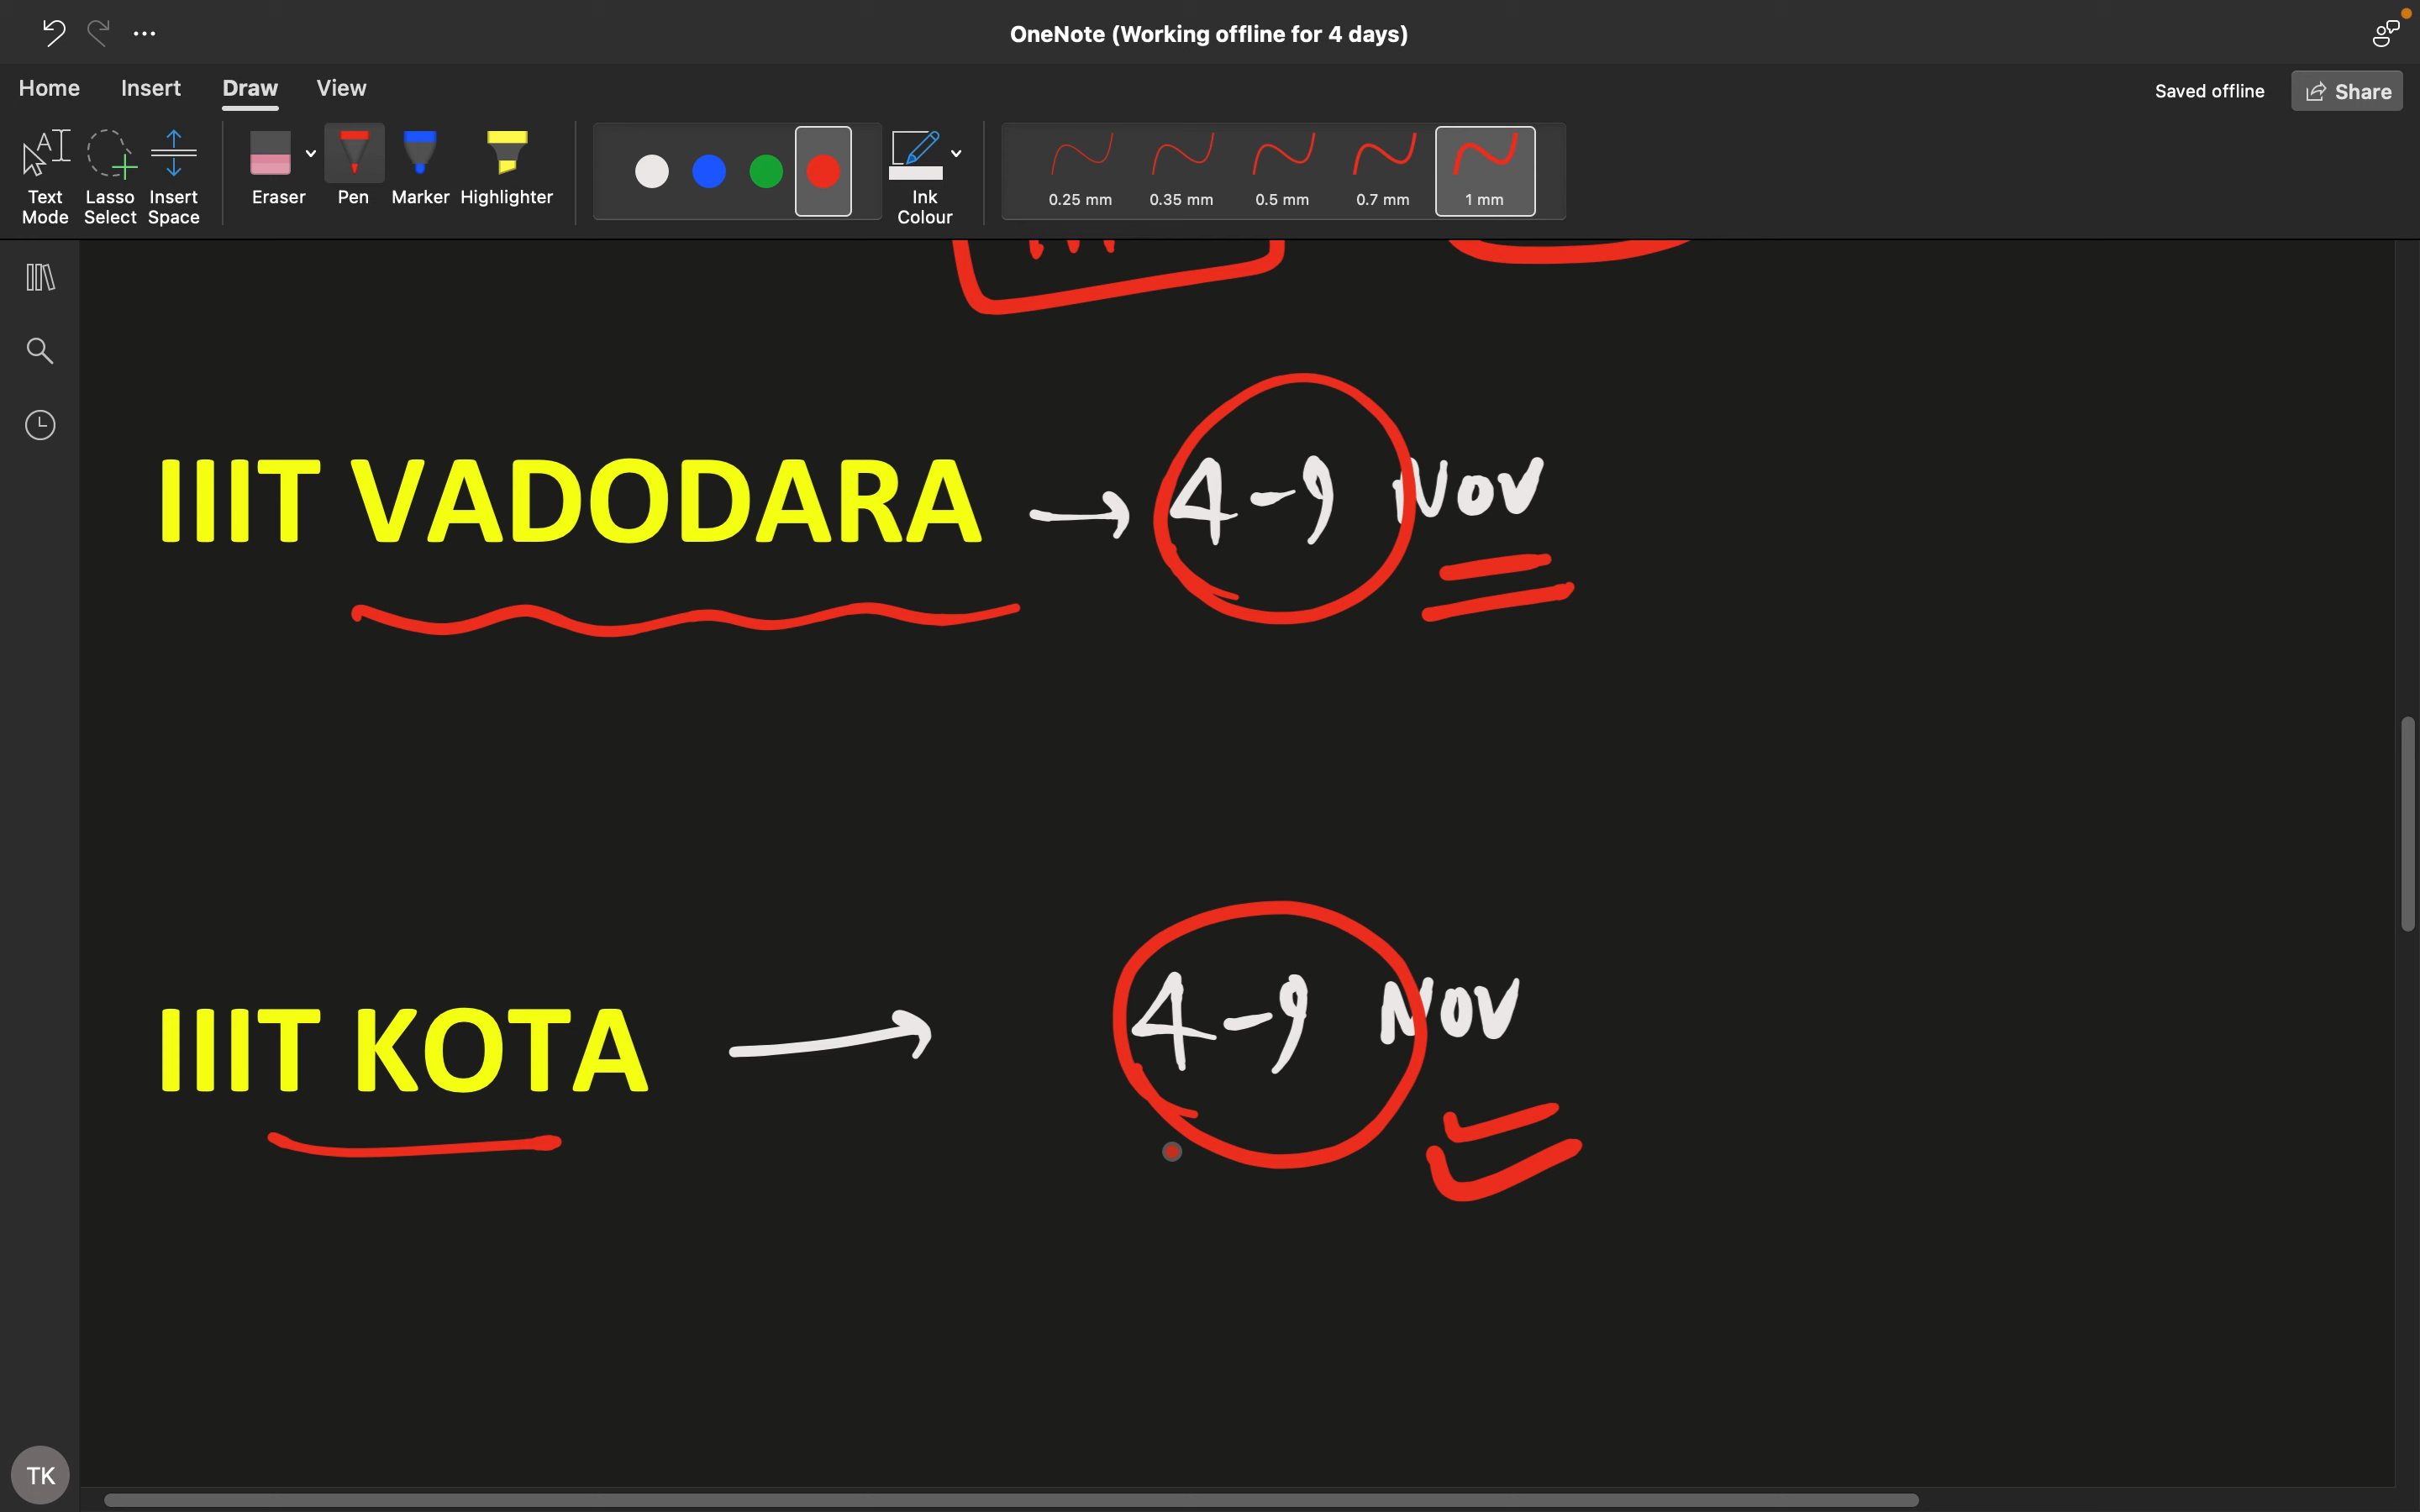 OneNote (Working offline for 4 days)
Home Insert Draw View Saved offline Share
Text Mode Lasso Select Insert Space Eraser Pen Marker Highlighter Ink Colour 0.25 mm 0.35 mm 0.5 mm 0.7 mm 1 mm
IIIT VADODARA → 4-9 Nov
IIIT KOTA → 4-9 Nov
TK